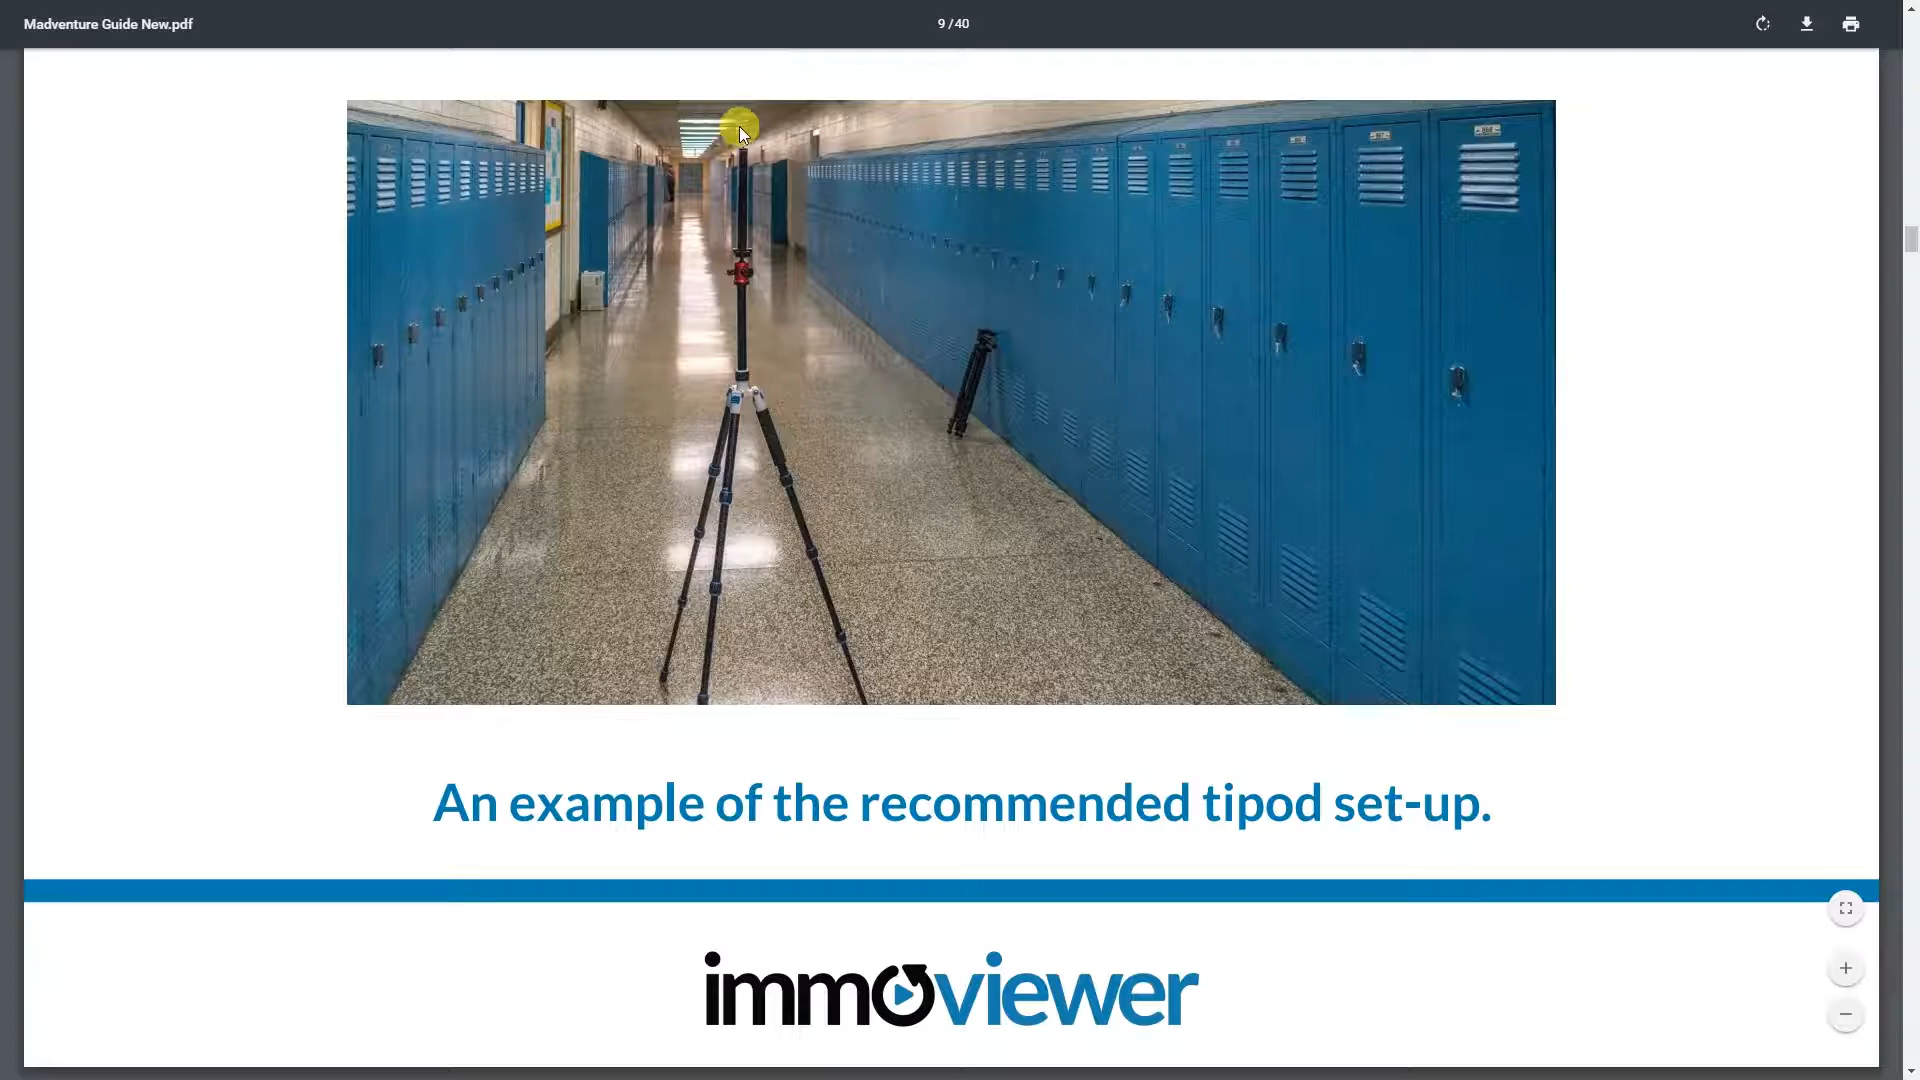 Madventure Guide New.pdf
9 / 40
An example of the recommended tipod set-up.
immoviewer